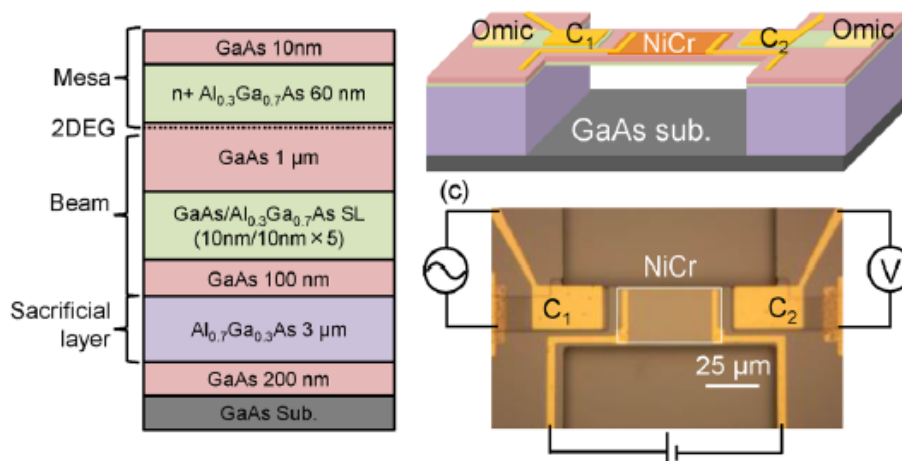 Mesa
2DEG
Beam
Sacrificial
layer
GaAs 10nm
n+ Al0.3Ga0.7As 60 nm
GaAs 1 μm
GaAs/Al0.3Ga0.7As SL
(10nm/10nm × 5)
GaAs 100 nm
Al0.7Ga0.3As 3 μm
GaAs 200 nm
GaAs Sub.
Omic
C1
NiCr
C2
Omic
GaAs sub.
(c)
NiCr
C1
C2
V
25 μm